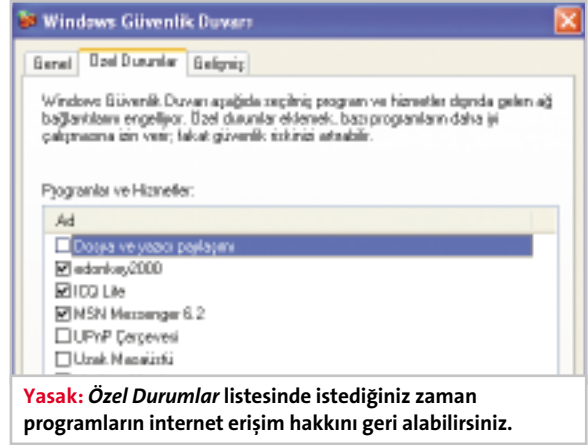 Windows Güvenlik Duvarı
Genel Özel Durumlar Gelişmiş
Windows Güvenlik Duvarı aşağıda seçilmiş program ve hizmetler dışında gelen ağ
bağlantılarını engelliyor. Özel durumlar eklemek, bazı programların daha iyi
çalışmasına izin verir; fakat güvenlik riskinizi artırabilir.
Programlar ve Hizmetler:
Ad
Dosya ve yazıcı paylaşımı
edonkey2000
ICQ Lite
MSN Messenger 6.2
UPnP Çerçevesi
Uzak Masaüstü
Yasak: Özel Durumlar listesinde istediğiniz zaman
programların internet erişim hakkını geri alabilirsiniz.